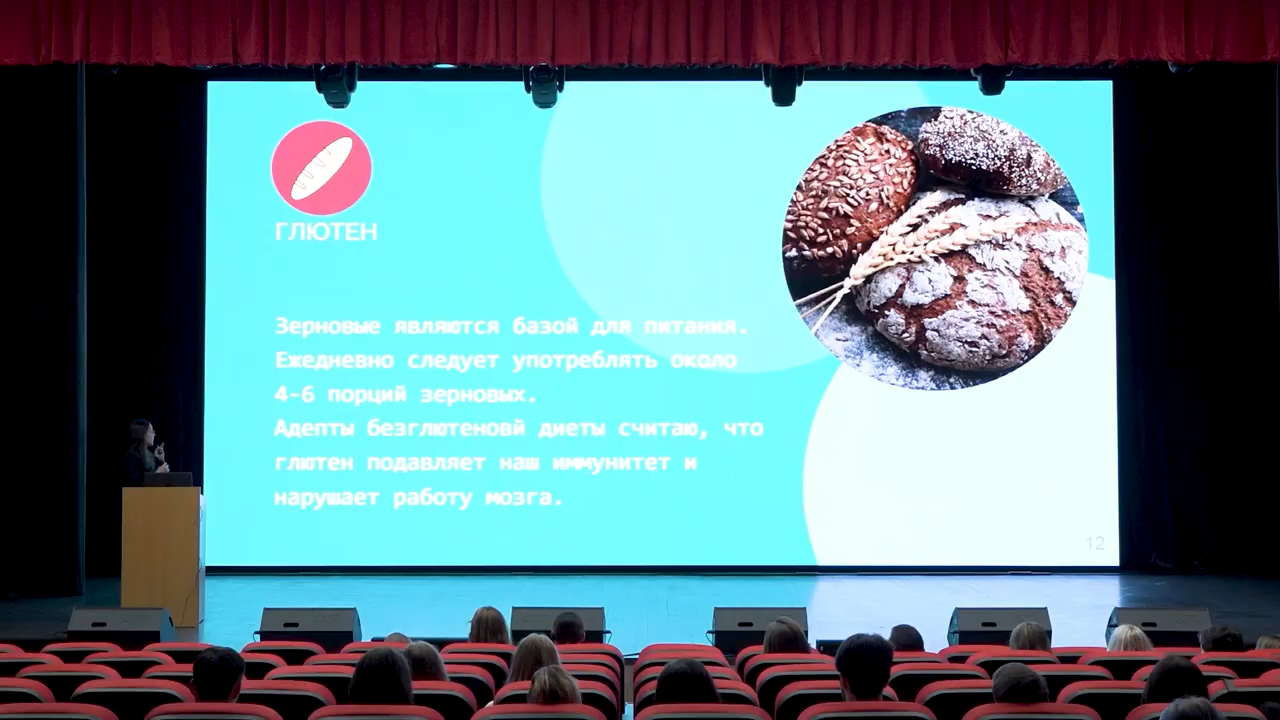 ГЛЮТЕН
Зерновые являются базой для питания.
Ежедневно следует употреблять около
4-6 порций зерновых.
Адепты безглютеновй диеты считаю, что
глютен подавляет наш иммунитет и
нарушает работу мозга.
12